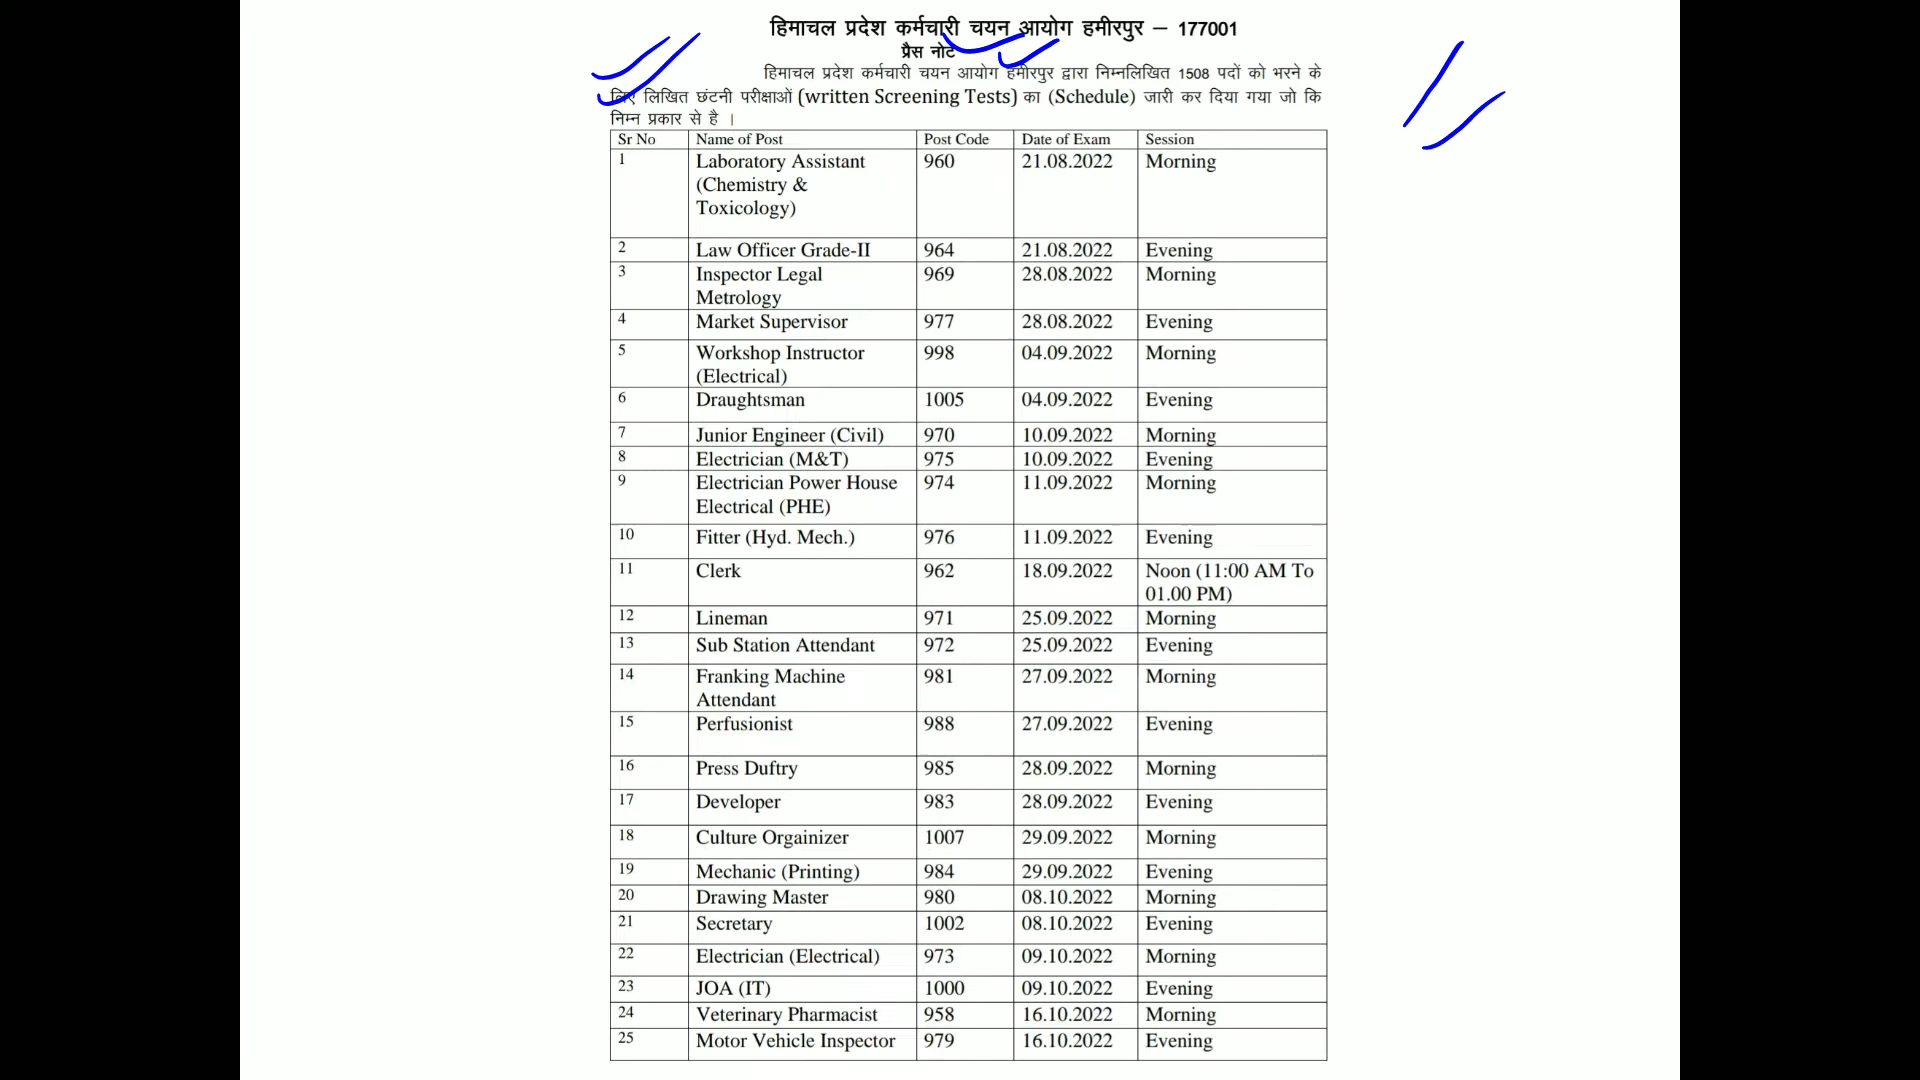 हिमाचल प्रदेश कर्मचारी चयन आयोग हमीरपुर – 177001
प्रैस नोट
हिमाचल प्रदेश कर्मचारी चयन आयोग हमीरपुर द्वारा निम्नलिखित 1508 पदों को भरने के
लिए लिखित छंटनी परीक्षाओं (written Screening Tests) का (Schedule) जारी कर दिया गया जो कि
निम्न प्रकार से है ।
Sr No Name of Post Post Code Date of Exam Session
1 Laboratory Assistant 960 21.08.2022 Morning
(Chemistry &
Toxicology)
2 Law Officer Grade-II 964 21.08.2022 Evening
3 Inspector Legal 969 28.08.2022 Morning
Metrology
4 Market Supervisor 977 28.08.2022 Evening
5 Workshop Instructor 998 04.09.2022 Morning
(Electrical)
6 Draughtsman 1005 04.09.2022 Evening
7 Junior Engineer (Civil) 970 10.09.2022 Morning
8 Electrician (M&T) 975 10.09.2022 Evening
9 Electrician Power House 974 11.09.2022 Morning
Electrical (PHE)
10 Fitter (Hyd. Mech.) 976 11.09.2022 Evening
11 Clerk 962 18.09.2022 Noon (11:00 AM To
01.00 PM)
12 Lineman 971 25.09.2022 Morning
13 Sub Station Attendant 972 25.09.2022 Evening
14 Franking Machine 981 27.09.2022 Morning
Attendant
15 Perfusionist 988 27.09.2022 Evening
16 Press Duftry 985 28.09.2022 Morning
17 Developer 983 28.09.2022 Evening
18 Culture Orgainizer 1007 29.09.2022 Morning
19 Mechanic (Printing) 984 29.09.2022 Evening
20 Drawing Master 980 08.10.2022 Morning
21 Secretary 1002 08.10.2022 Evening
22 Electrician (Electrical) 973 09.10.2022 Morning
23 JOA (IT) 1000 09.10.2022 Evening
24 Veterinary Pharmacist 958 16.10.2022 Morning
25 Motor Vehicle Inspector 979 16.10.2022 Evening